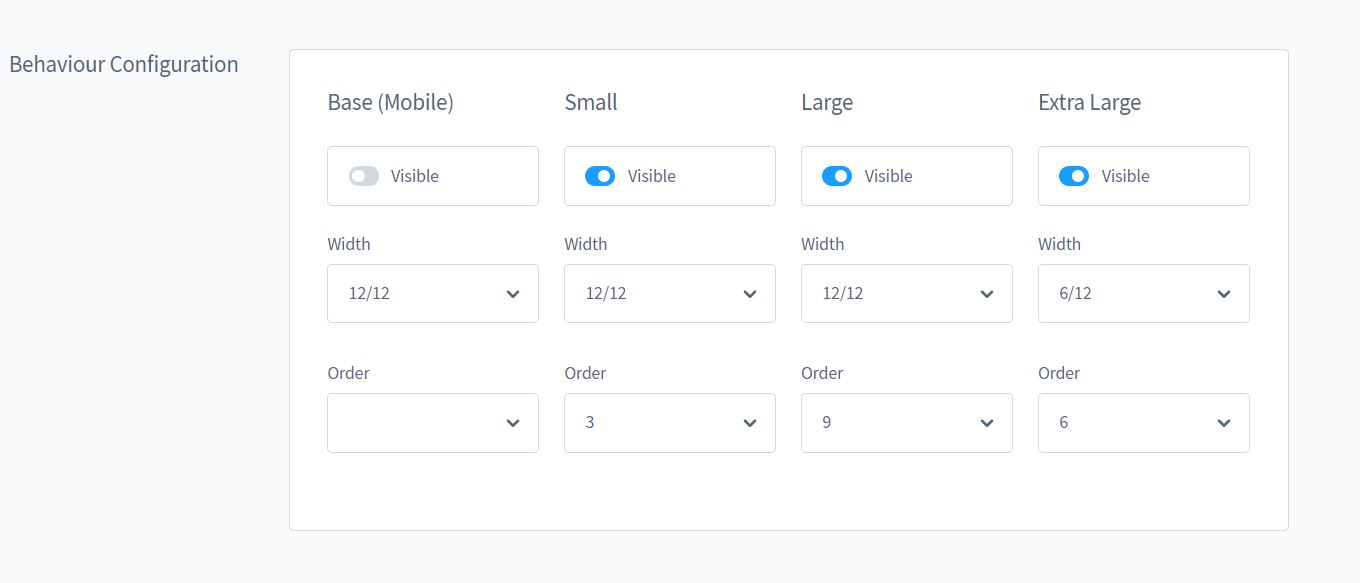 Behaviour Configuration
Base (Mobile) Small Large Extra Large
Visible Visible Visible Visible
Width Width Width Width
12/12 12/12 12/12 6/12
Order Order Order Order
3 9 6